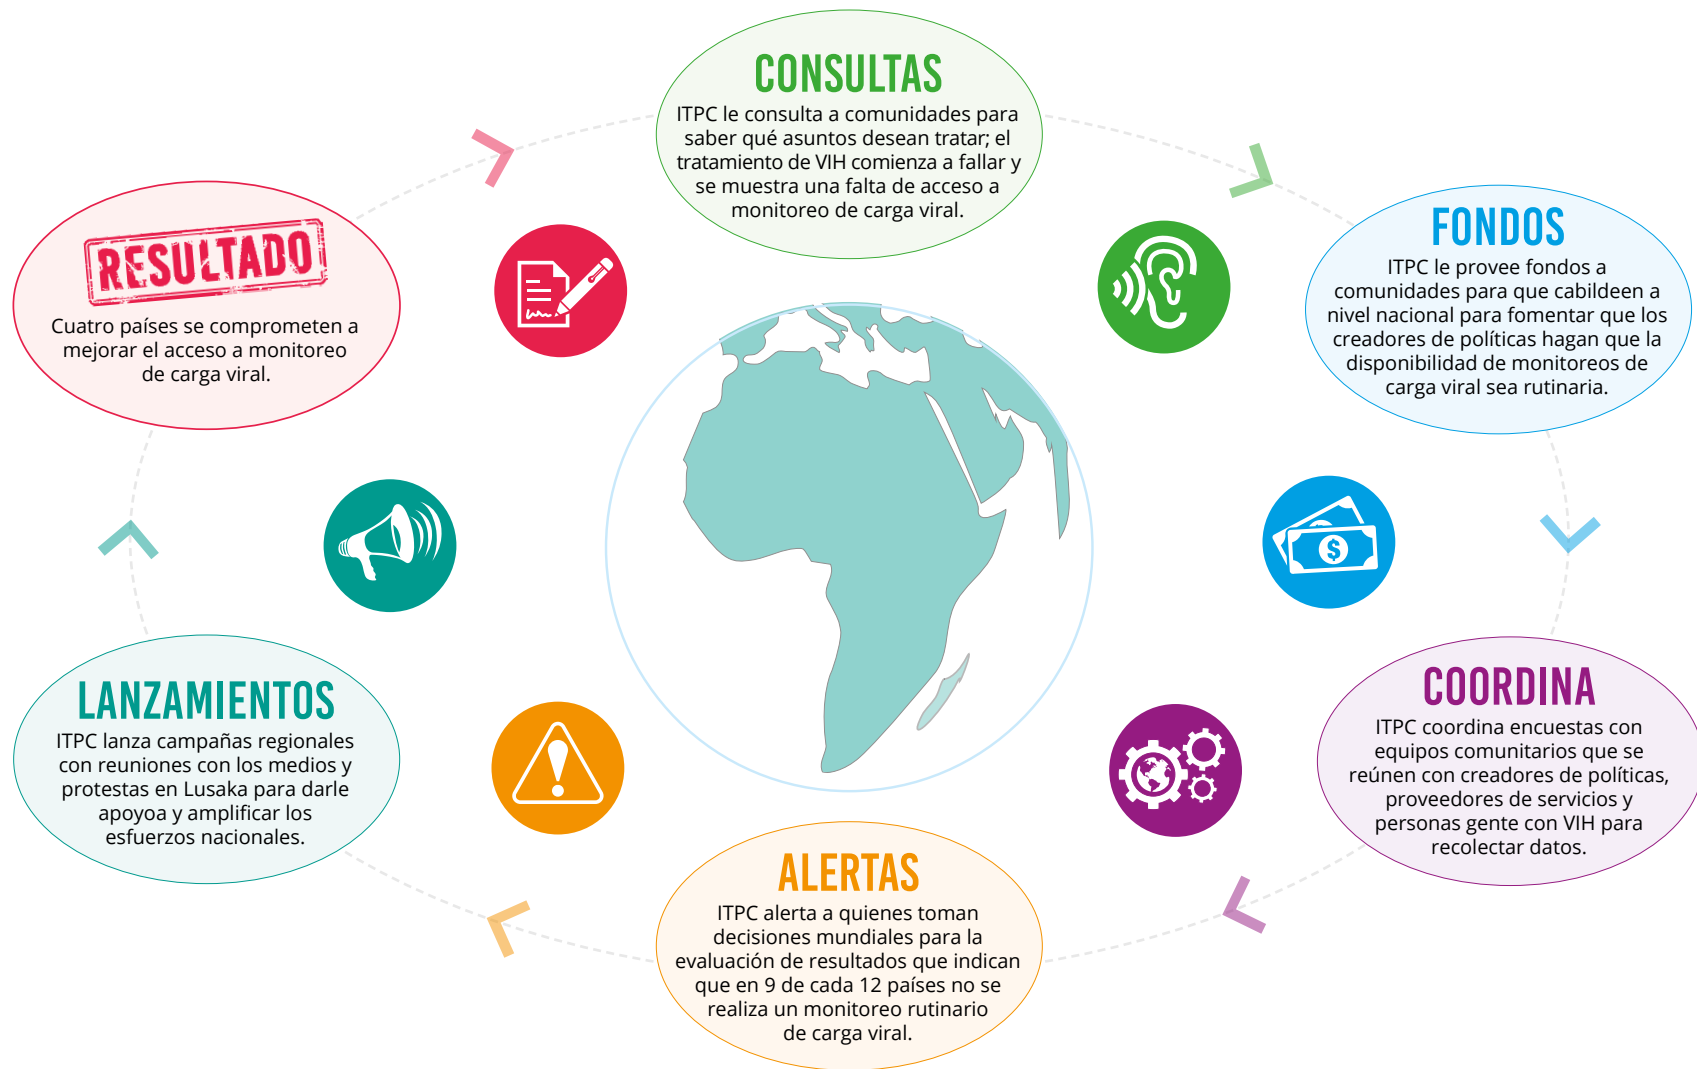 CONSULTAS
ITPC le consulta a comunidades para
saber qué asuntos desean tratar; el
tratamiento de VIH comienza a fallar y
se muestra una falta de acceso a
monitoreo de carga viral.
FONDOS
ITPC le provee fondos a
comunidades para que cabildeen a
nivel nacional para fomentar que los
creadores de políticas hagan que la
disponibilidad de monitoreos de
carga viral sea rutinaria.
COORDINA
ITPC coordina encuestas con
equipos comunitarios que se
reúnen con creadores de políticas,
proveedores de servicios y
personas gente con VIH para
recolectar datos.
ALERTAS
ITPC alerta a quienes toman
decisiones mundiales para la
evaluación de resultados que indican
que en 9 de cada 12 países no se
realiza un monitoreo rutinario
de carga viral.
LANZAMIENTOS
ITPC lanza campañas regionales
con reuniones con los medios y
protestas en Lusaka para darle
apoyoa y amplificar los
esfuerzos nacionales.
RESULTADO
Cuatro países se comprometen a
mejorar el acceso a monitoreo
de carga viral.